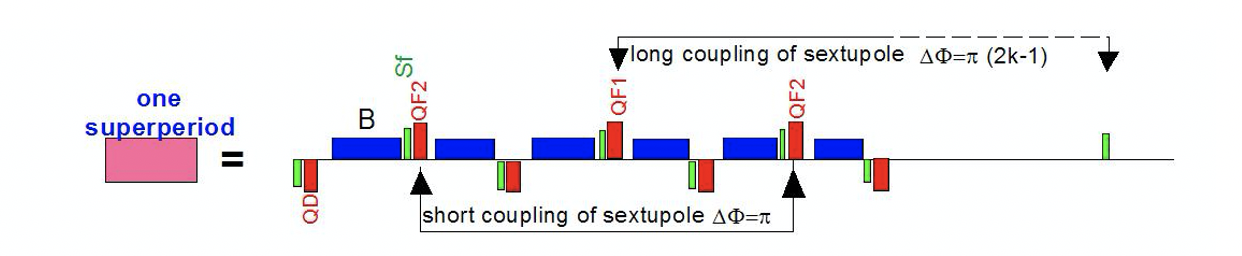 one
superperiod
=
B
Sf
QF2
QF1
QF2
QD
long coupling of sextupole ΔΦ=π (2k-1)
short coupling of sextupole ΔΦ=π